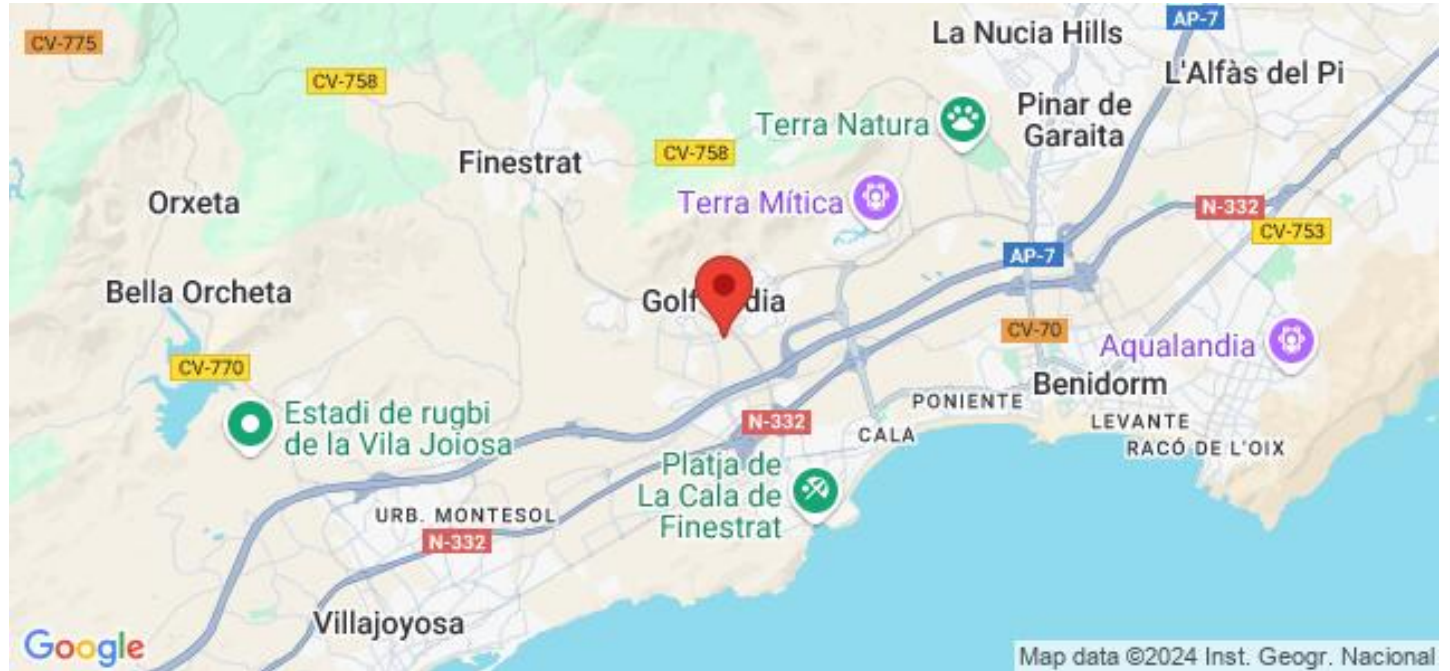 CV-775
AP-7
La Nucia Hills
CV-758
L'Alfàs del Pi
Terra Natura
Pinar de
Garaita
Finestrat
CV-758
Orxeta
Terra Mítica
N-332
CV-753
AP-7
Bella Orcheta
Golf
dia
CV-70
Aqualandia
CV-770
Benidorm
PONIENTE
Estadi de rugbi
de la Vila Joiosa
N-332
CALA
LEVANTE
RACÓ DE L'OIX
Platja de
La Cala de
Finestrat
URB. MONTESOL
N-332
Villajoyosa
Google
Map data ©2024 Inst. Geogr. Nacional